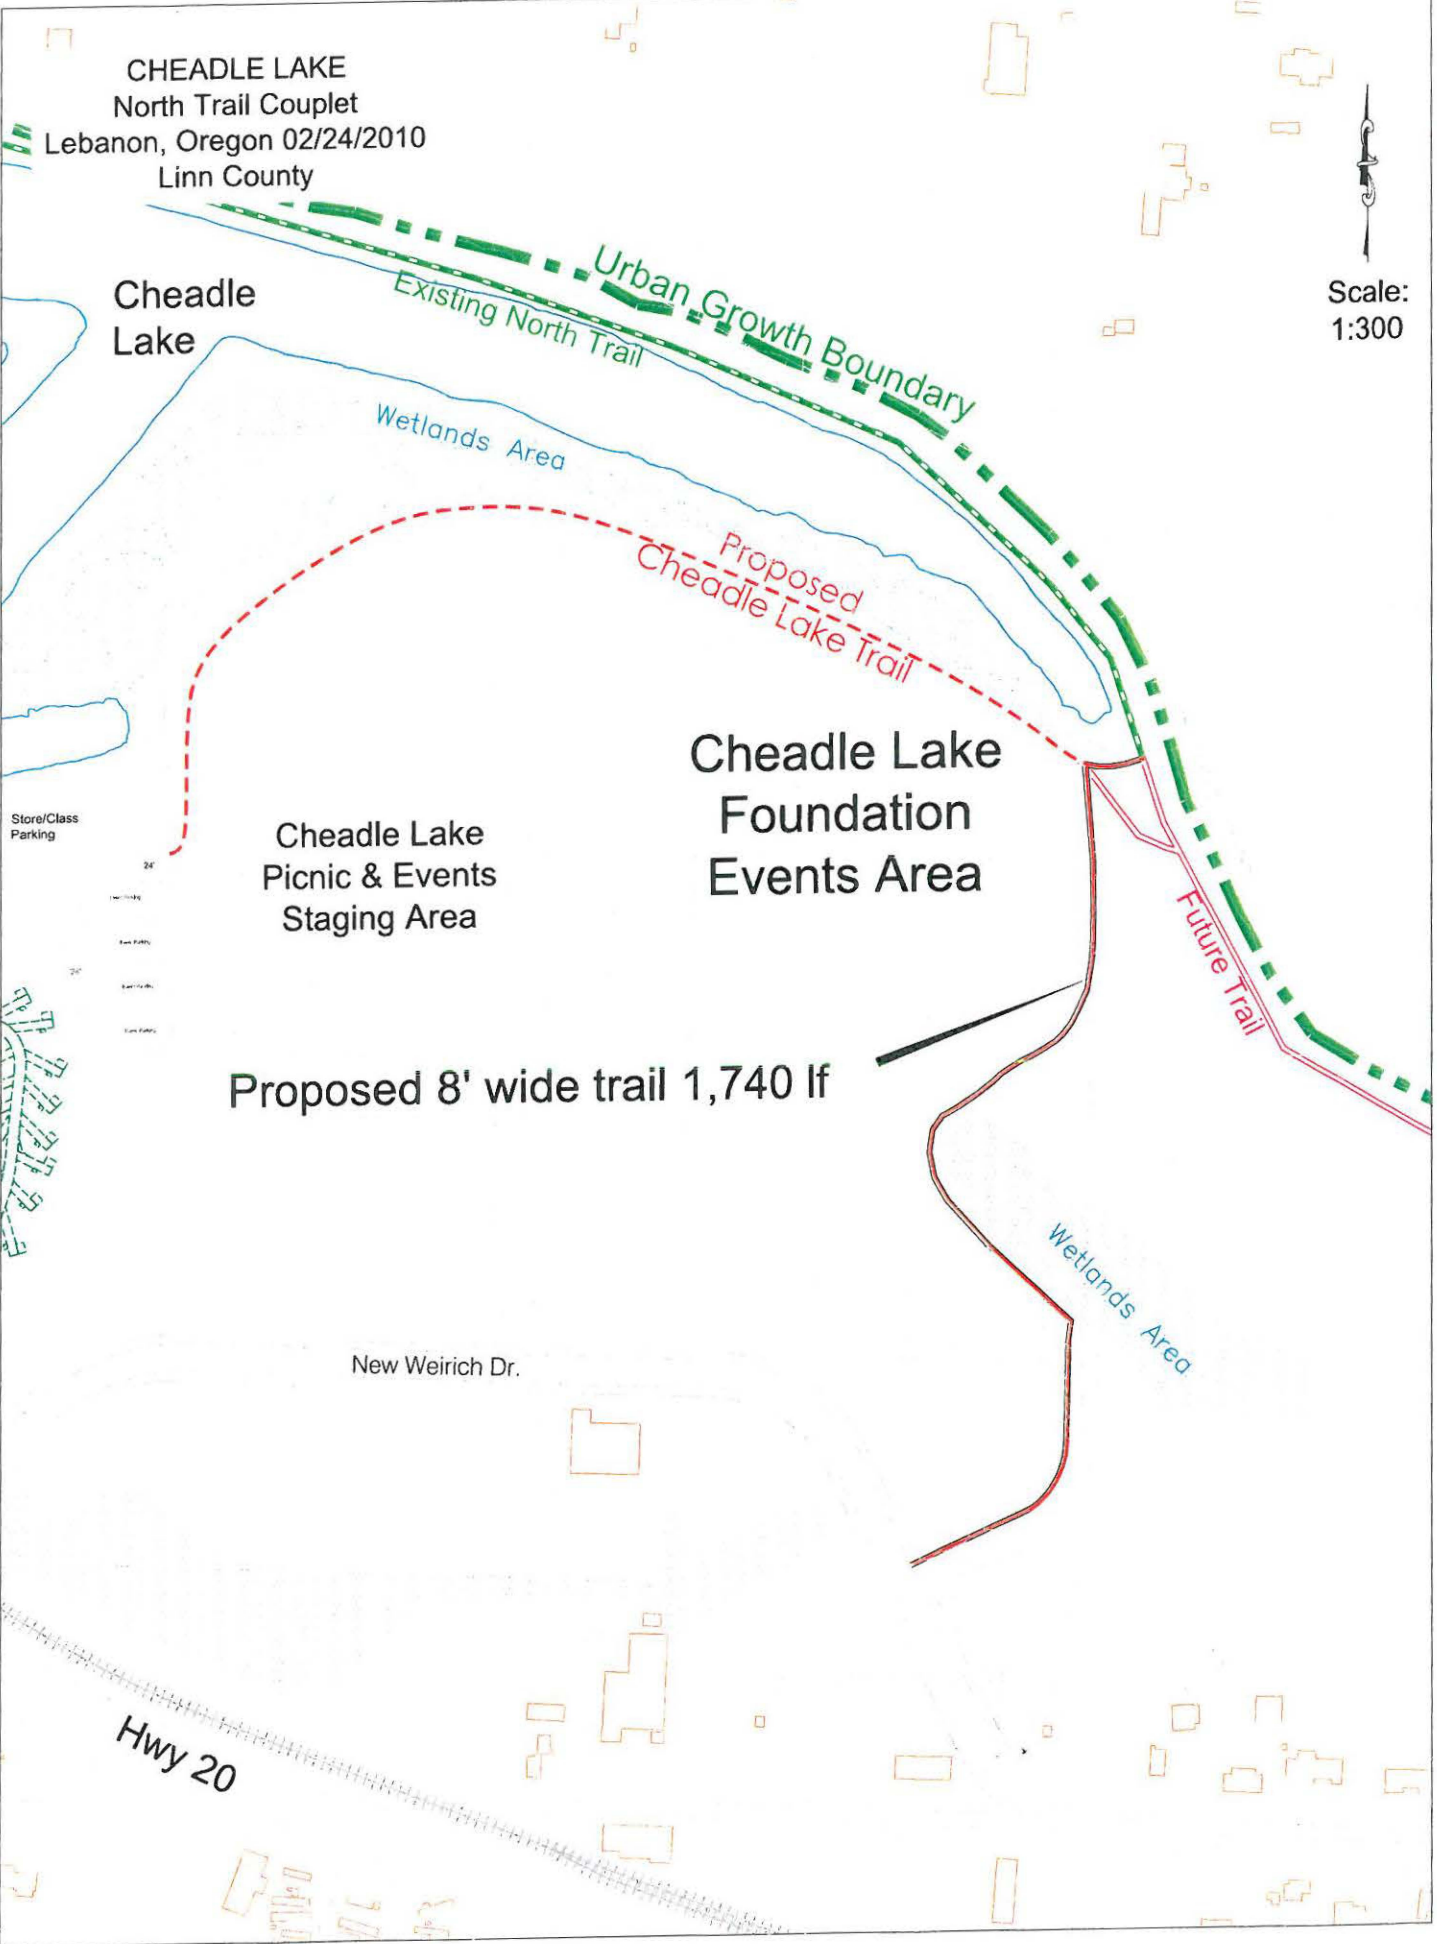 CHEADLE LAKE
North Trail Couplet
Lebanon, Oregon 02/24/2010
Linn County
Scale:
1:300
Cheadle
Lake
Urban Growth Boundary
Existing North Trail
Wetlands Area
Proposed
Cheadle Lake Trail
Cheadle Lake
Foundation
Events Area
Store/Class
Parking
24'
Cheadle Lake
Picnic & Events
Staging Area
24'
Future Trail
Proposed 8' wide trail 1,740 lf
Wetlands Area
New Weirich Dr.
Hwy 20